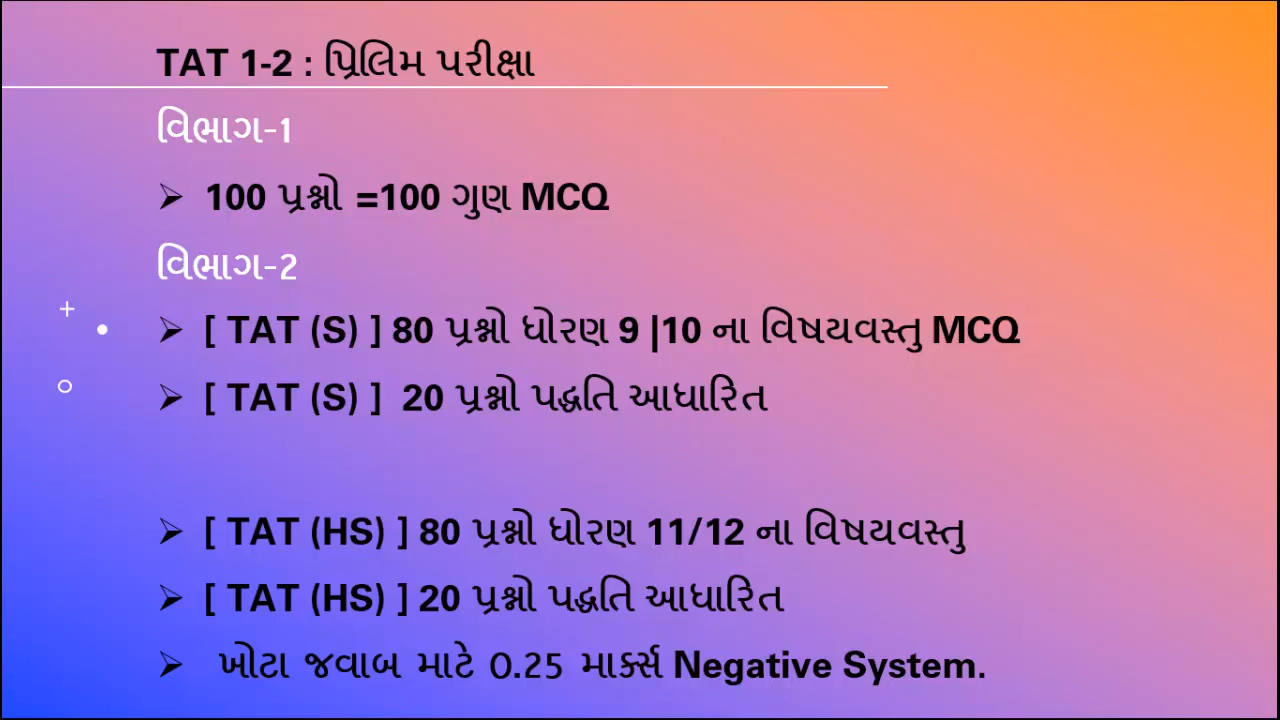 TAT 1-2 : પ્રિલિમ પરીક્ષા
વિભાગ-1
➢ 100 પ્રશ્નો =100 ગુણ MCQ
વિભાગ-2
➢ [ TAT (S) ] 80 પ્રશ્નો ધોરણ 9 |10 ના વિષયવસ્તુ MCQ
➢ [ TAT (S) ] 20 પ્રશ્નો પદ્ધતિ આધારિત
➢ [ TAT (HS) ] 80 પ્રશ્નો ધોરણ 11/12 ના વિષયવસ્તુ
➢ [ TAT (HS) ] 20 પ્રશ્નો પદ્ધતિ આધારિત
➢ ખોટા જવાબ માટે 0.25 માર્ક્સ Negative System.